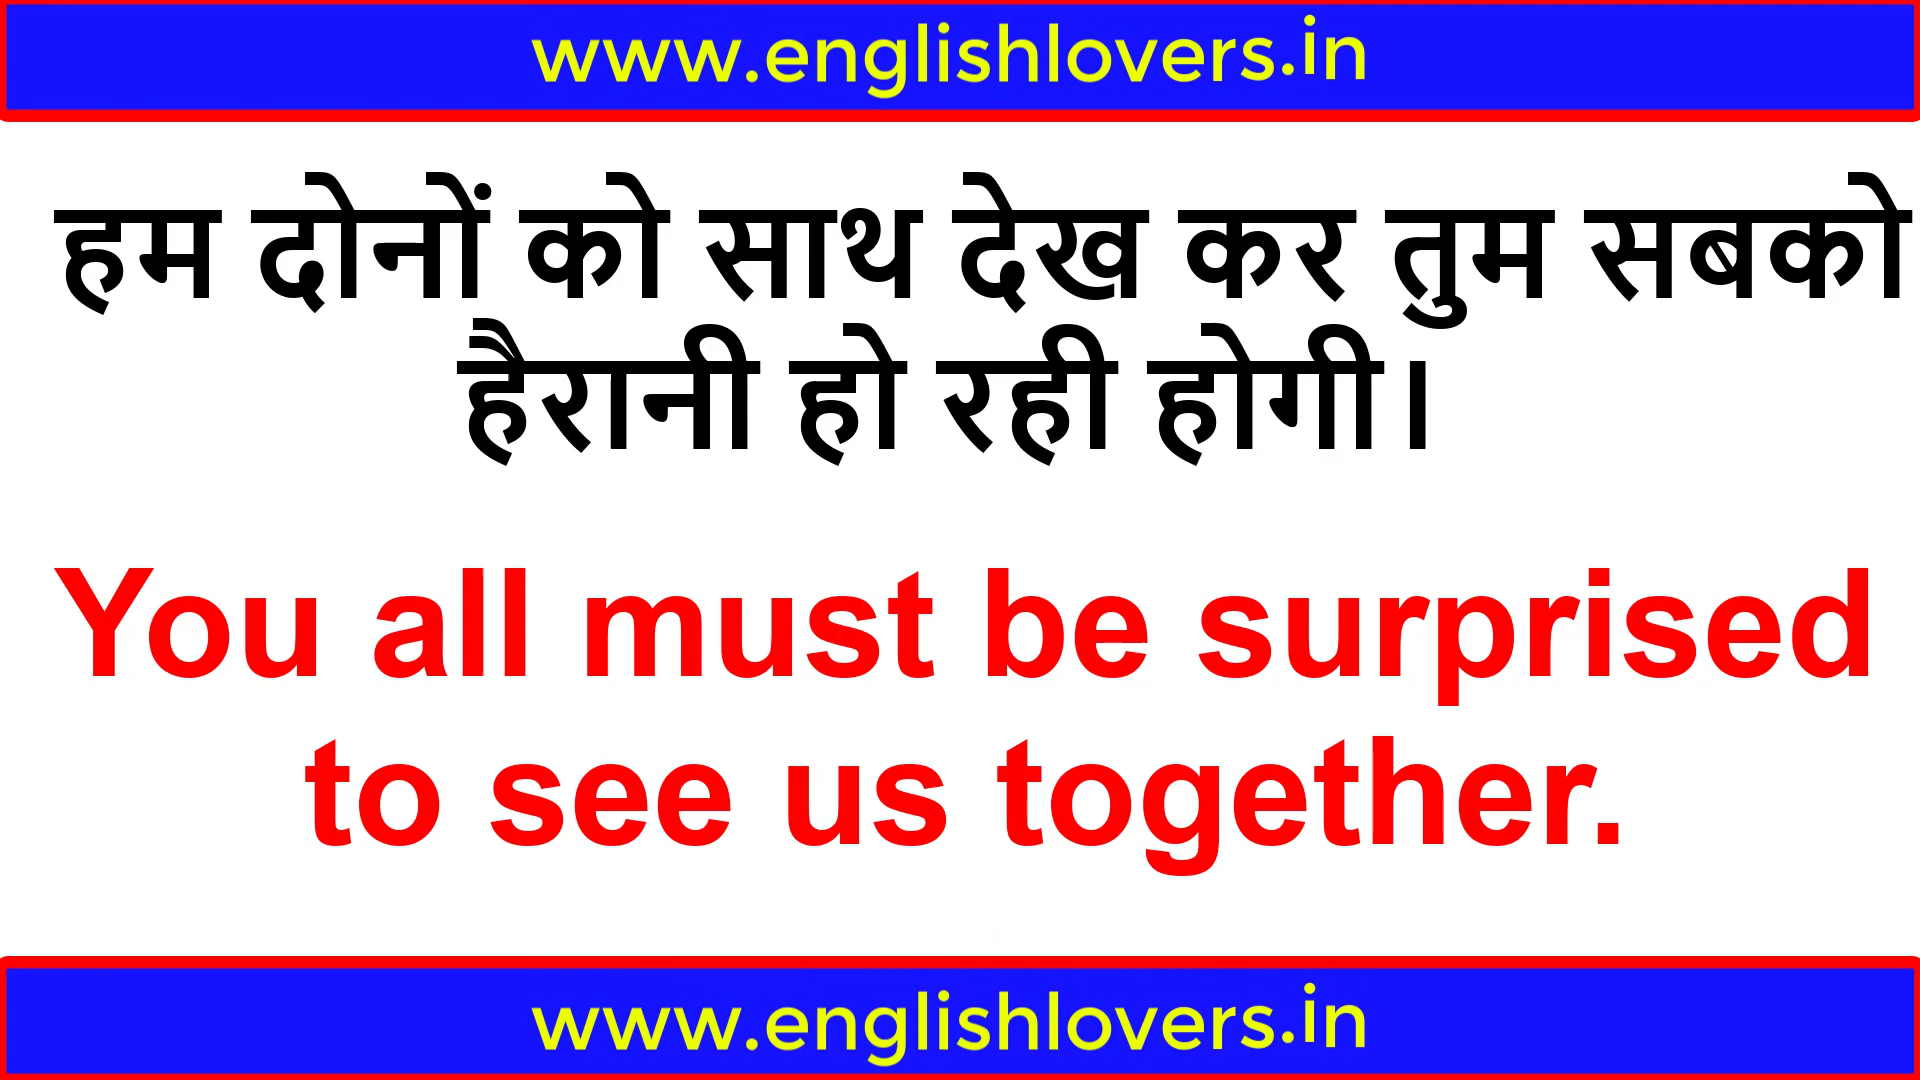 www.englishlovers.in
हम दोनों को साथ देख कर तुम सबको
हैरानी हो रही होगी।
You all must be surprised
to see us together.
www.englishlovers.in